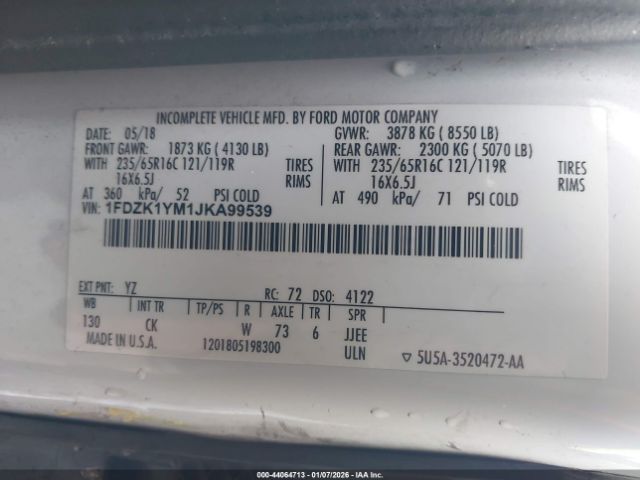 INCOMPLETE VEHICLE MFD. BY FORD MOTOR COMPANY
DATE: 05/18 GVWR: 3878 KG ( 8550 LB)
FRONT GAWR: 1873 KG ( 4130 LB) REAR GAWR: 2300 KG ( 5070 LB)
WITH 235/65R16C 121/119R TIRES WITH 235/65R16C 121/119R TIRES
16X6.5J RIMS 16X6.5J RIMS
AT 360 kPa/ 52 PSI COLD AT 490 kPa/ 71 PSI COLD
VIN: 1FDZK1YM1JKA99539
EXT PNT: YZ RC: 72 DSO: 4122
WB INT TR TP/PS R AXLE TR SPR
130 CK W 73 6 JJEE
MADE IN U.S.A. 1201805198300 ULN ▽ 5U5A-3520472-AA
000-44064713 - 01/07/2026 - IAAI.COM